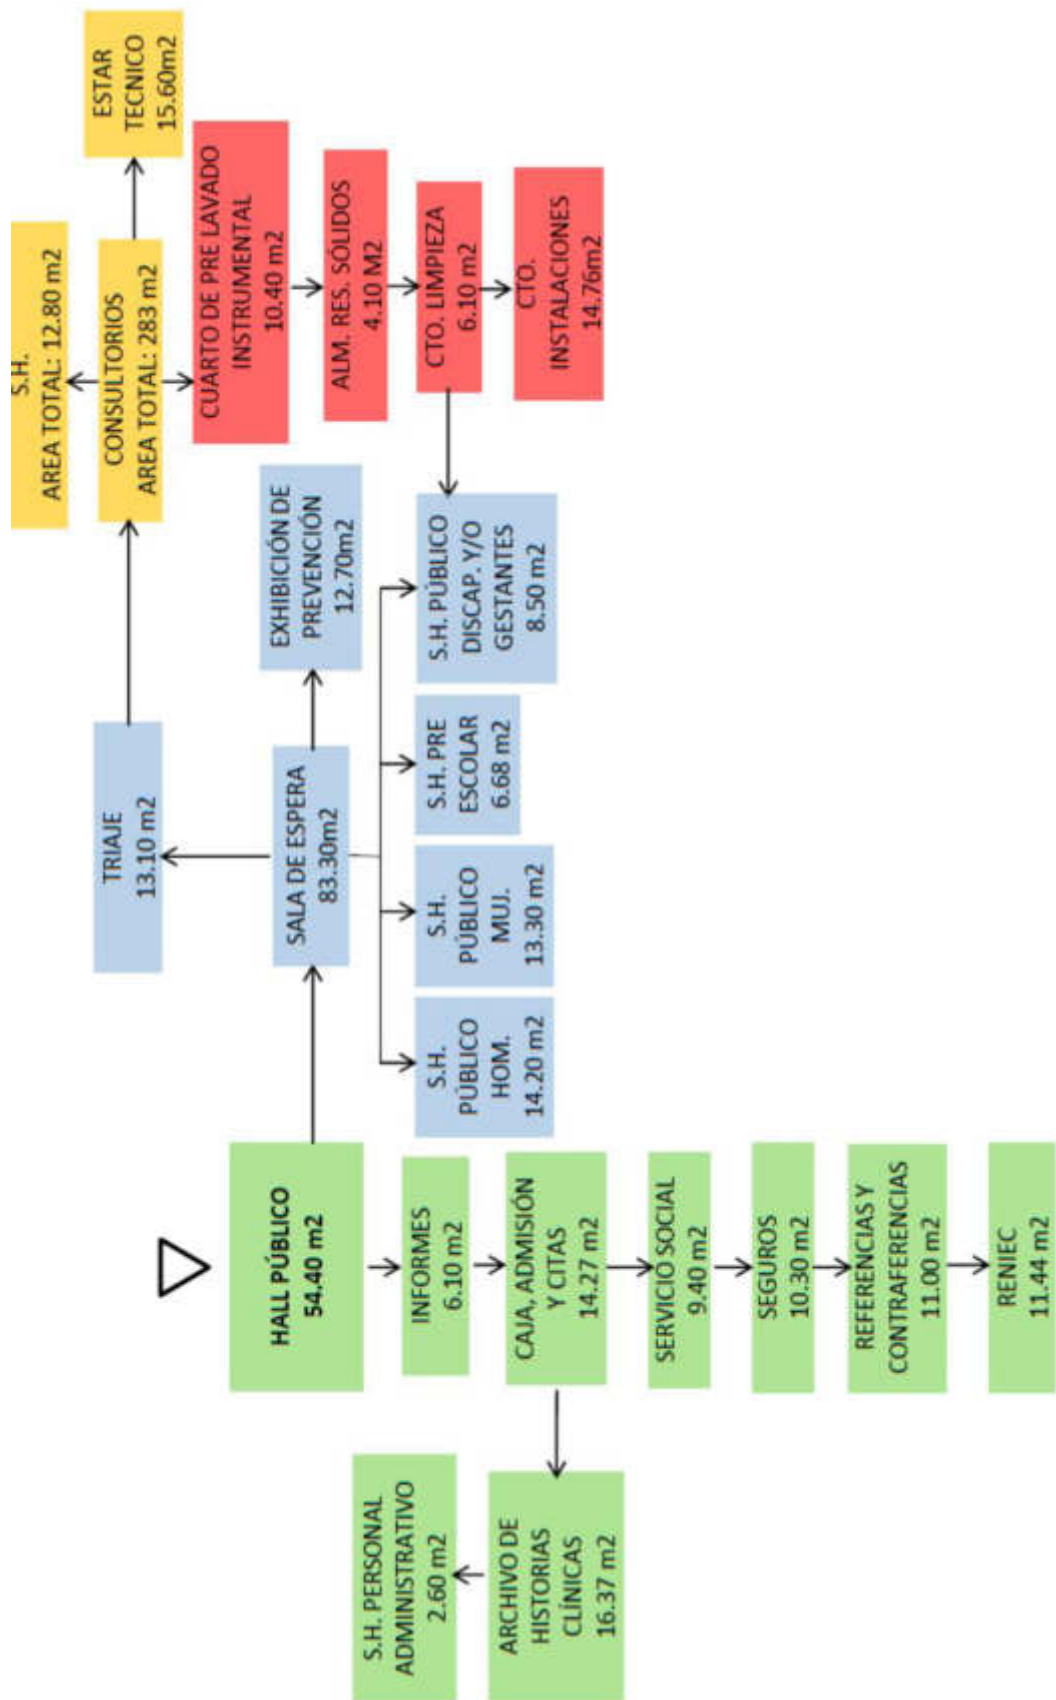 HALL PÚBLICO
54.40 m2
INFORMES
6.10 m2
CAJA, ADMISIÓN
Y CITAS
14.27 m2
SERVICIO SOCIAL
9.40 m2
SEGUROS
10.30 m2
REFERENCIAS Y
CONTRAFERENCIAS
11.00 m2
RENIEC
11.44 m2
S.H. PERSONAL
ADMINISTRATIVO
2.60 m2
ARCHIVO DE
HISTORIAS
CLÍNICAS
16.37 m2
TRIAJE
13.10 m2
SALA DE ESPERA
83.30m2
EXHIBICIÓN DE
PREVENCIÓN
12.70m2
S.H.
PÚBLICO
HOM.
14.20 m2
S.H.
PÚBLICO
MUJ.
13.30 m2
S.H. PRE
ESCOLAR
6.68 m2
S.H. PÚBLICO
DISCAP. Y/O
GESTANTES
8.50 m2
S.H.
AREA TOTAL: 12.80 m2
CONSULTORIOS
AREA TOTAL: 283 m2
ESTAR
TECNICO
15.60m2
CUARTO DE PRE LAVADO
INSTRUMENTAL
10.40 m2
ALM. RES. SÓLIDOS
4.10 M2
CTO. LIMPIEZA
6.10 m2
CTO.
INSTALACIONES
14.76m2